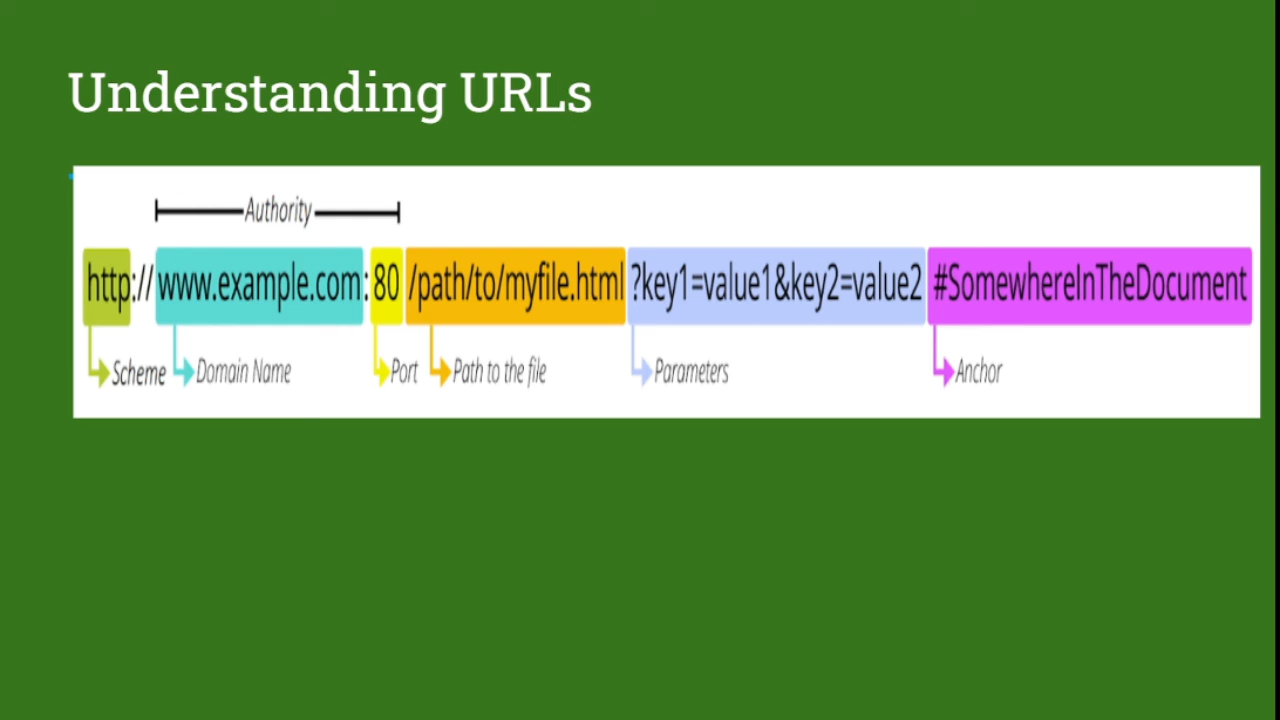 Understanding URLs
Authority
http://www.example.com:80/path/to/myfile.html?key1=value1&key2=value2#SomewhereInTheDocument
Scheme Domain Name Port Path to the file Parameters Anchor